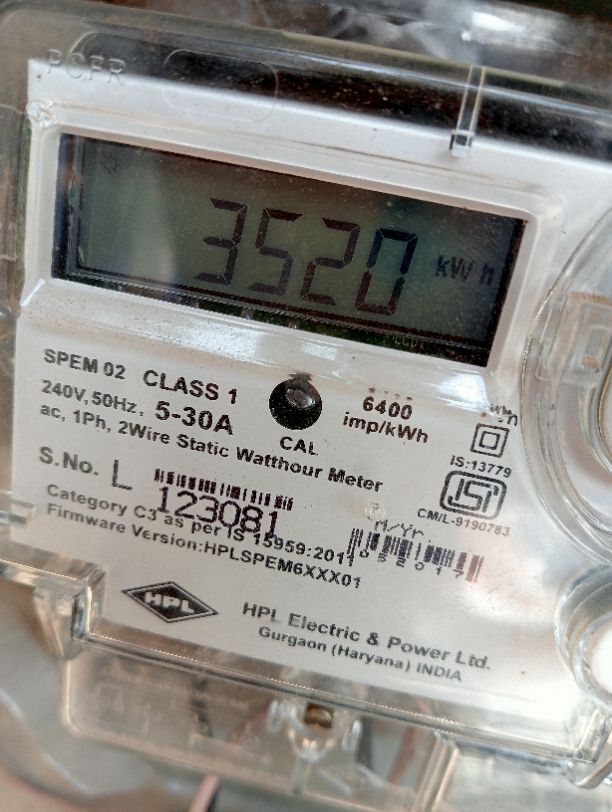 PCFR
3520 kWh
SPEM 02 CLASS 1
240V, 50Hz, 5-30A
ac, 1Ph, 2Wire Static Watthour Meter
CAL
6400
imp/kWh
IS:13779
ISI
CM/L-9190783
S.No. L 123081
M/Yr.
052017
Category C3 as per IS 15959:2011
Firmware Version:HPLSPEM6XXX01
HPL
HPL Electric & Power Ltd.
Gurgaon (Haryana) INDIA